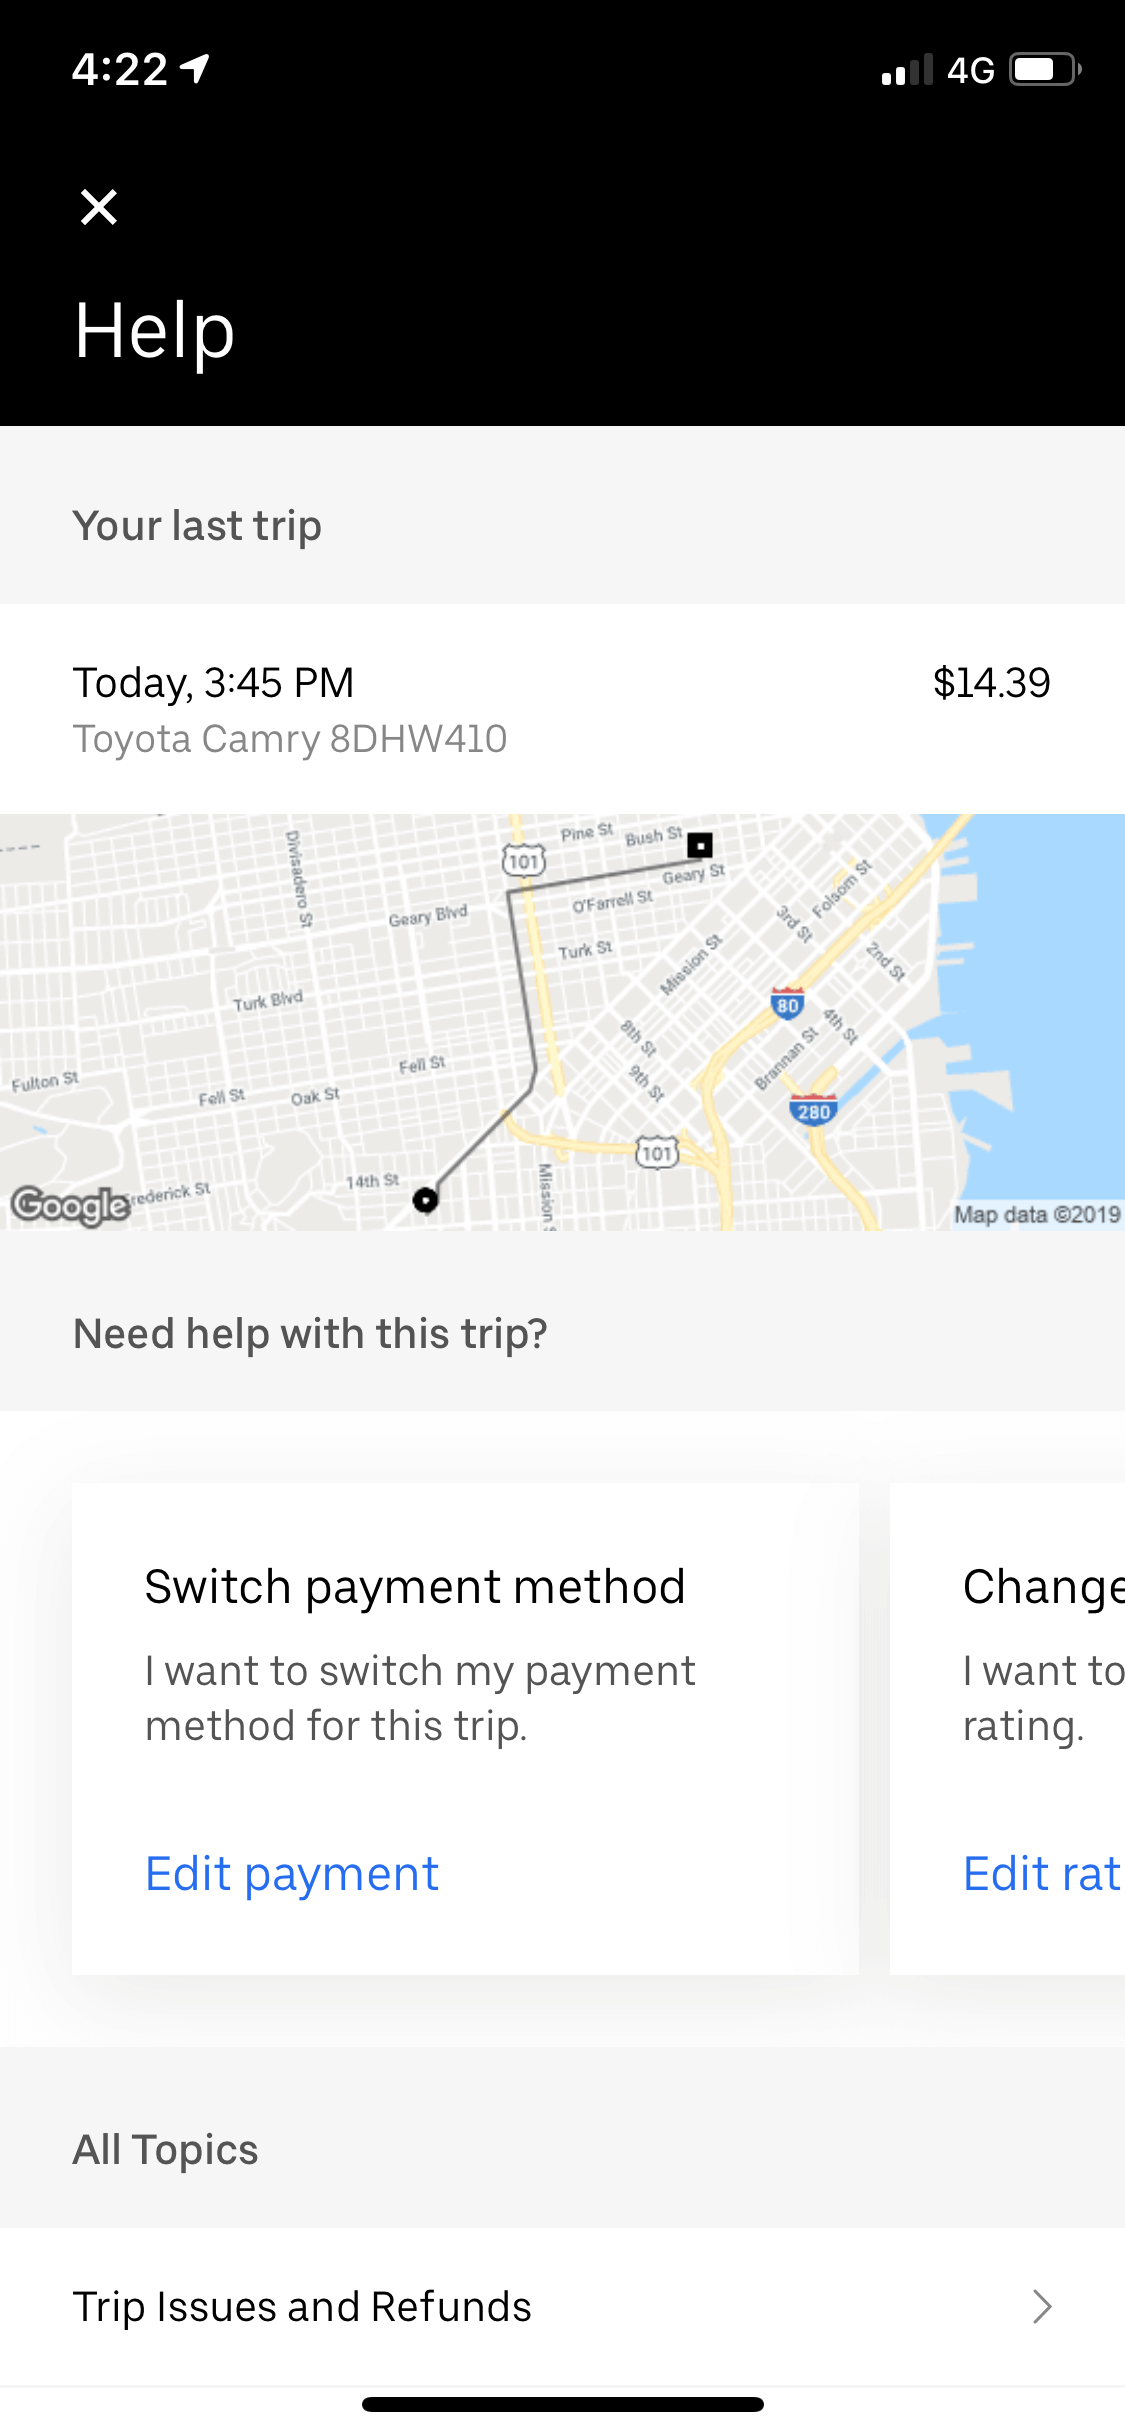 4:22
4G
Help
Your last trip
Today, 3:45 PM
$14.39
Toyota Camry 8DHW410
Pine St
Bush St
Divisadero St
101
Geary St
Folsom St
O'Farrell St
Geary Blvd
3rd St
Turk St
Mission St
2nd St
Turk Blvd
80
4th St
8th St
Brannan St
Fell St
9th St
Fulton St
Fell St
Oak St
280
101
14th St
Mission S
Google
rederick St
Map data ©2019
Need help with this trip?
Switch payment method
I want to switch my payment
method for this trip.
Edit payment
Change
I want to
rating.
Edit rat
All Topics
Trip Issues and Refunds